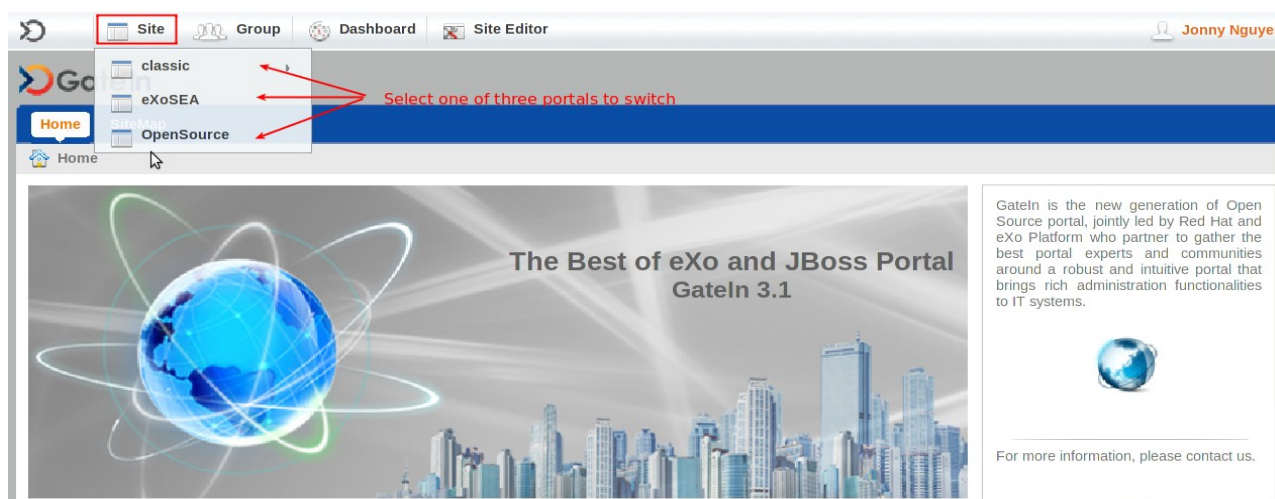 Site Group Dashboard Site Editor Jonny Nguye
classic
GateIn
eXoSEA
Select one of three portals to switch
Home SiteMap
OpenSource
Home
The Best of eXo and JBoss Portal
GateIn 3.1
GateIn is the new generation of Open
Source portal, jointly led by Red Hat and
eXo Platform who partner to gather the
best portal experts and communities
around a robust and intuitive portal that
brings rich administration functionalities
to IT systems.
For more information, please contact us.